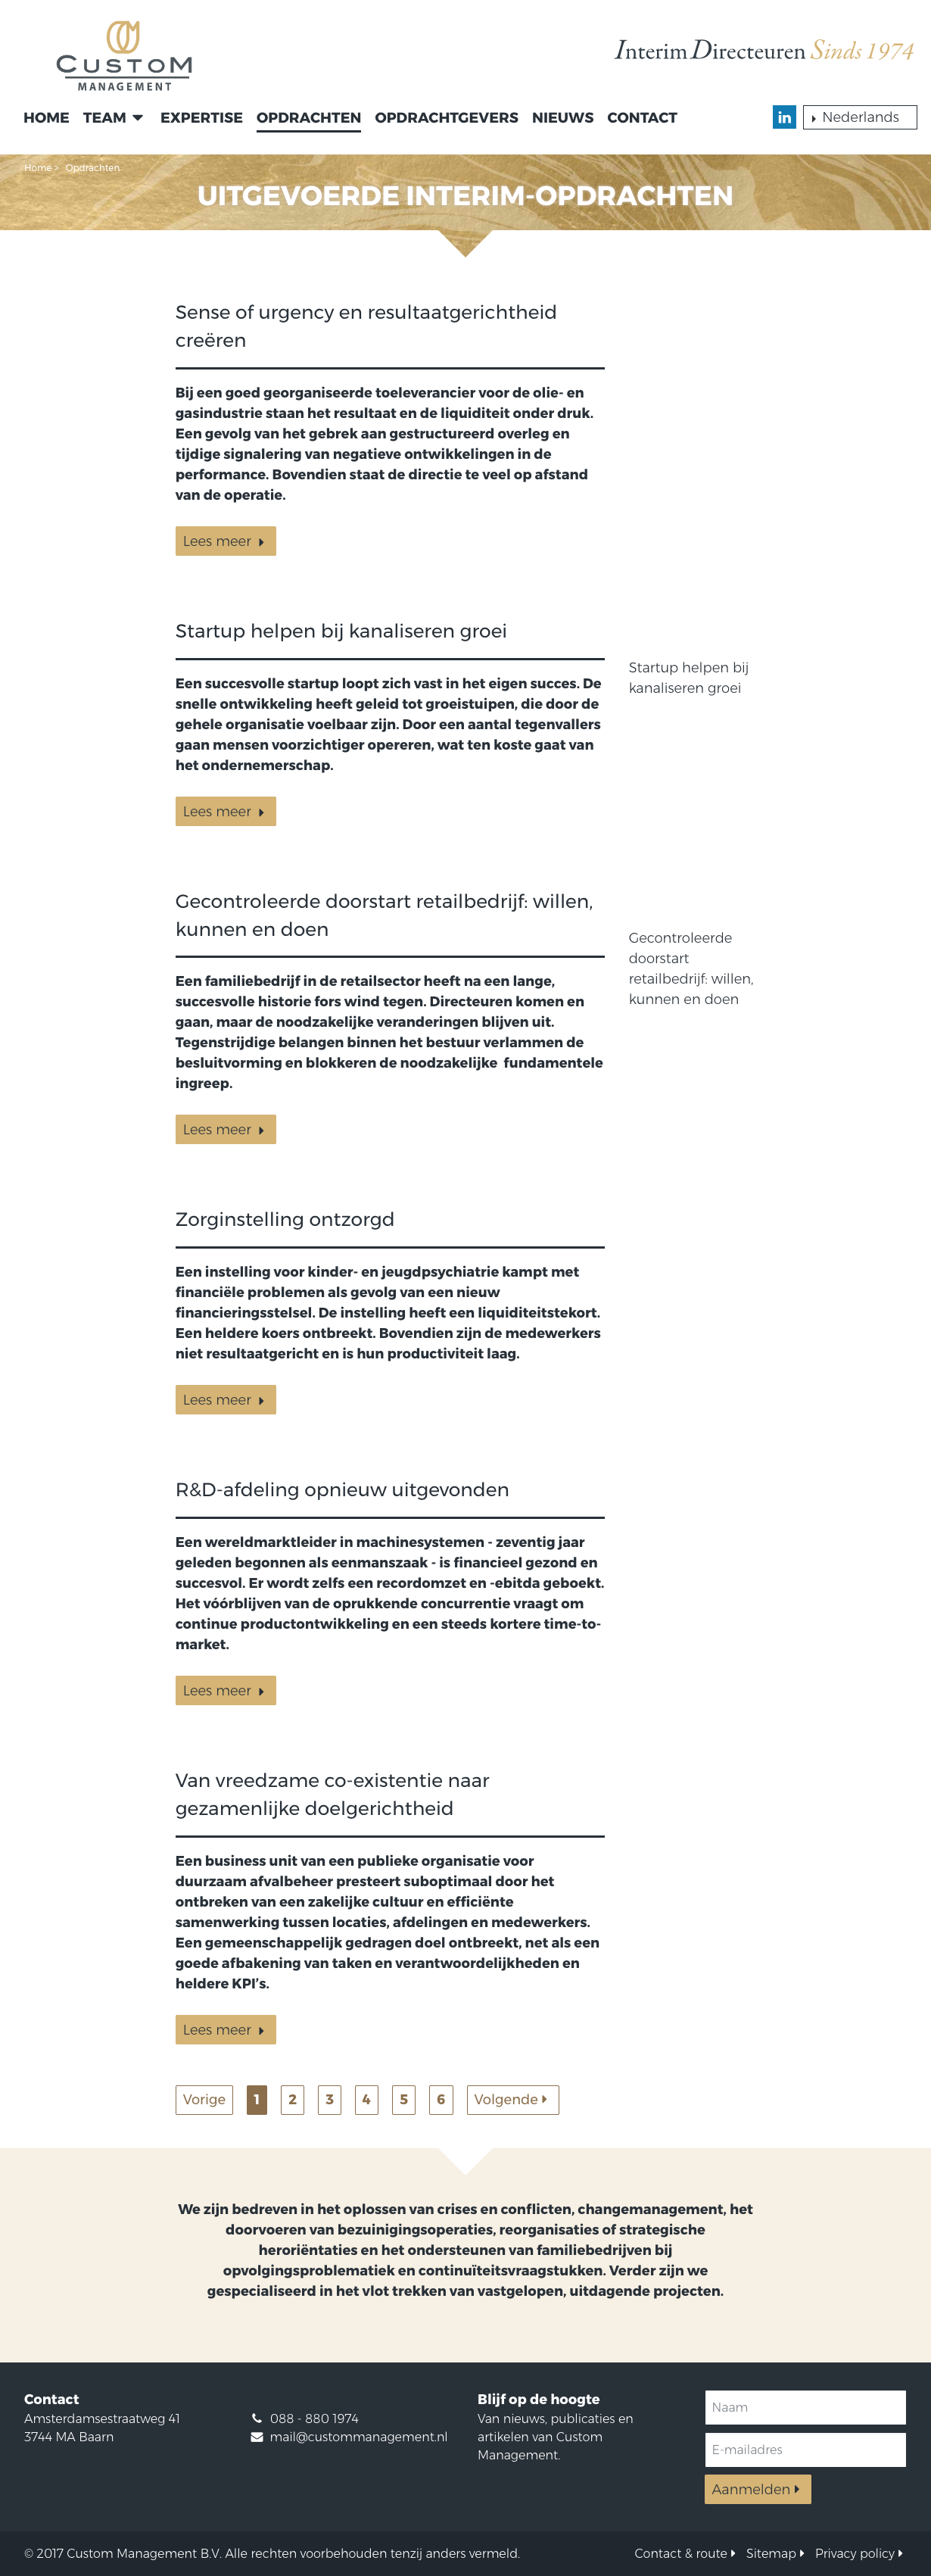 CUSTOM
MANAGEMENT
Interim Directeuren Sinds 1974
HOME TEAM EXPERTISE OPDRACHTEN OPDRACHTGEVERS NIEUWS CONTACT
in
Nederlands
Home > Opdrachten
UITGEVOERDE INTERIM-OPDRACHTEN
Sense of urgency en resultaatgerichtheid
creëren
Bij een goed georganiseerde toeleverancier voor de olie- en
gasindustrie staan het resultaat en de liquiditeit onder druk.
Een gevolg van het gebrek aan gestructureerd overleg en
tijdige signalering van negatieve ontwikkelingen in de
performance. Bovendien staat de directie te veel op afstand
van de operatie.
Lees meer
Startup helpen bij kanaliseren groei
Een succesvolle startup loopt zich vast in het eigen succes. De
snelle ontwikkeling heeft geleid tot groeistuipen, die door de
gehele organisatie voelbaar zijn. Door een aantal tegenvallers
gaan mensen voorzichtiger opereren, wat ten koste gaat van
het ondernemerschap.
Lees meer
Startup helpen bij
kanaliseren groei
Gecontroleerde doorstart retailbedrijf: willen,
kunnen en doen
Een familiebedrijf in de retailsector heeft na een lange,
succesvolle historie fors wind tegen. Directeuren komen en
gaan, maar de noodzakelijke veranderingen blijven uit.
Tegenstrijdige belangen binnen het bestuur verlammen de
besluitvorming en blokkeren de noodzakelijke  fundamentele
ingreep.
Lees meer
Gecontroleerde
doorstart
retailbedrijf: willen,
kunnen en doen
Zorginstelling ontzorgd
Een instelling voor kinder- en jeugdpsychiatrie kampt met
financiële problemen als gevolg van een nieuw
financieringsstelsel. De instelling heeft een liquiditeitstekort.
Een heldere koers ontbreekt. Bovendien zijn de medewerkers
niet resultaatgericht en is hun productiviteit laag.
Lees meer
R&D-afdeling opnieuw uitgevonden
Een wereldmarktleider in machinesystemen - zeventig jaar
geleden begonnen als eenmanszaak - is financieel gezond en
succesvol. Er wordt zelfs een recordomzet en -ebitda geboekt.
Het vóórblijven van de oprukkende concurrentie vraagt om
continue productontwikkeling en een steeds kortere time-to-
market.
Lees meer
Van vreedzame co-existentie naar
gezamenlijke doelgerichtheid
Een business unit van een publieke organisatie voor
duurzaam afvalbeheer presteert suboptimaal door het
ontbreken van een zakelijke cultuur en efficiënte
samenwerking tussen locaties, afdelingen en medewerkers.
Een gemeenschappelijk gedragen doel ontbreekt, net als een
goede afbakening van taken en verantwoordelijkheden en
heldere KPI's.
Lees meer
Vorige 1 2 3 4 5 6 Volgende
We zijn bedreven in het oplossen van crises en conflicten, changemanagement, het
doorvoeren van bezuinigingsoperaties, reorganisaties of strategische
heroriëntaties en het ondersteunen van familiebedrijven bij
opvolgingsproblematiek en continuïteitsvraagstukken. Verder zijn we
gespecialiseerd in het vlot trekken van vastgelopen, uitdagende projecten.
Contact
Amsterdamsestraatweg 41
3744 MA Baarn
088 - 880 1974
mail@custommanagement.nl
Blijf op de hoogte
Van nieuws, publicaties en
artikelen van Custom
Management.
Naam
E-mailadres
Aanmelden
© 2017 Custom Management B.V. Alle rechten voorbehouden tenzij anders vermeld.
Contact & route Sitemap Privacy policy